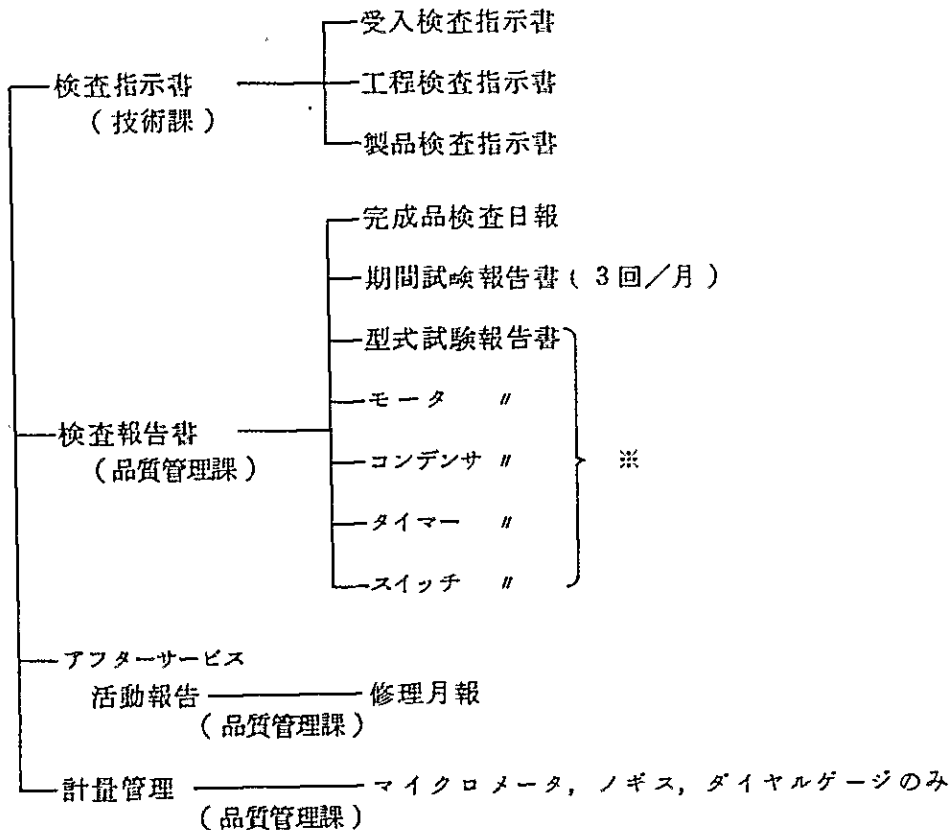 受入検査指示書
検査指示書
工程検査指示書
(技術課)
製品検査指示書
完成品検査日報
期間試験報告書(3回/月)
型式試験報告書
モータ 〃
検査報告書
(品質管理課)
コンデンサ 〃
※
タイマー 〃
スイッチ 〃
アフターサービス
活動報告 修理月報
(品質管理課)
計量管理 マイクロメータ,ノギス,ダイヤルゲージのみ
(品質管理課)